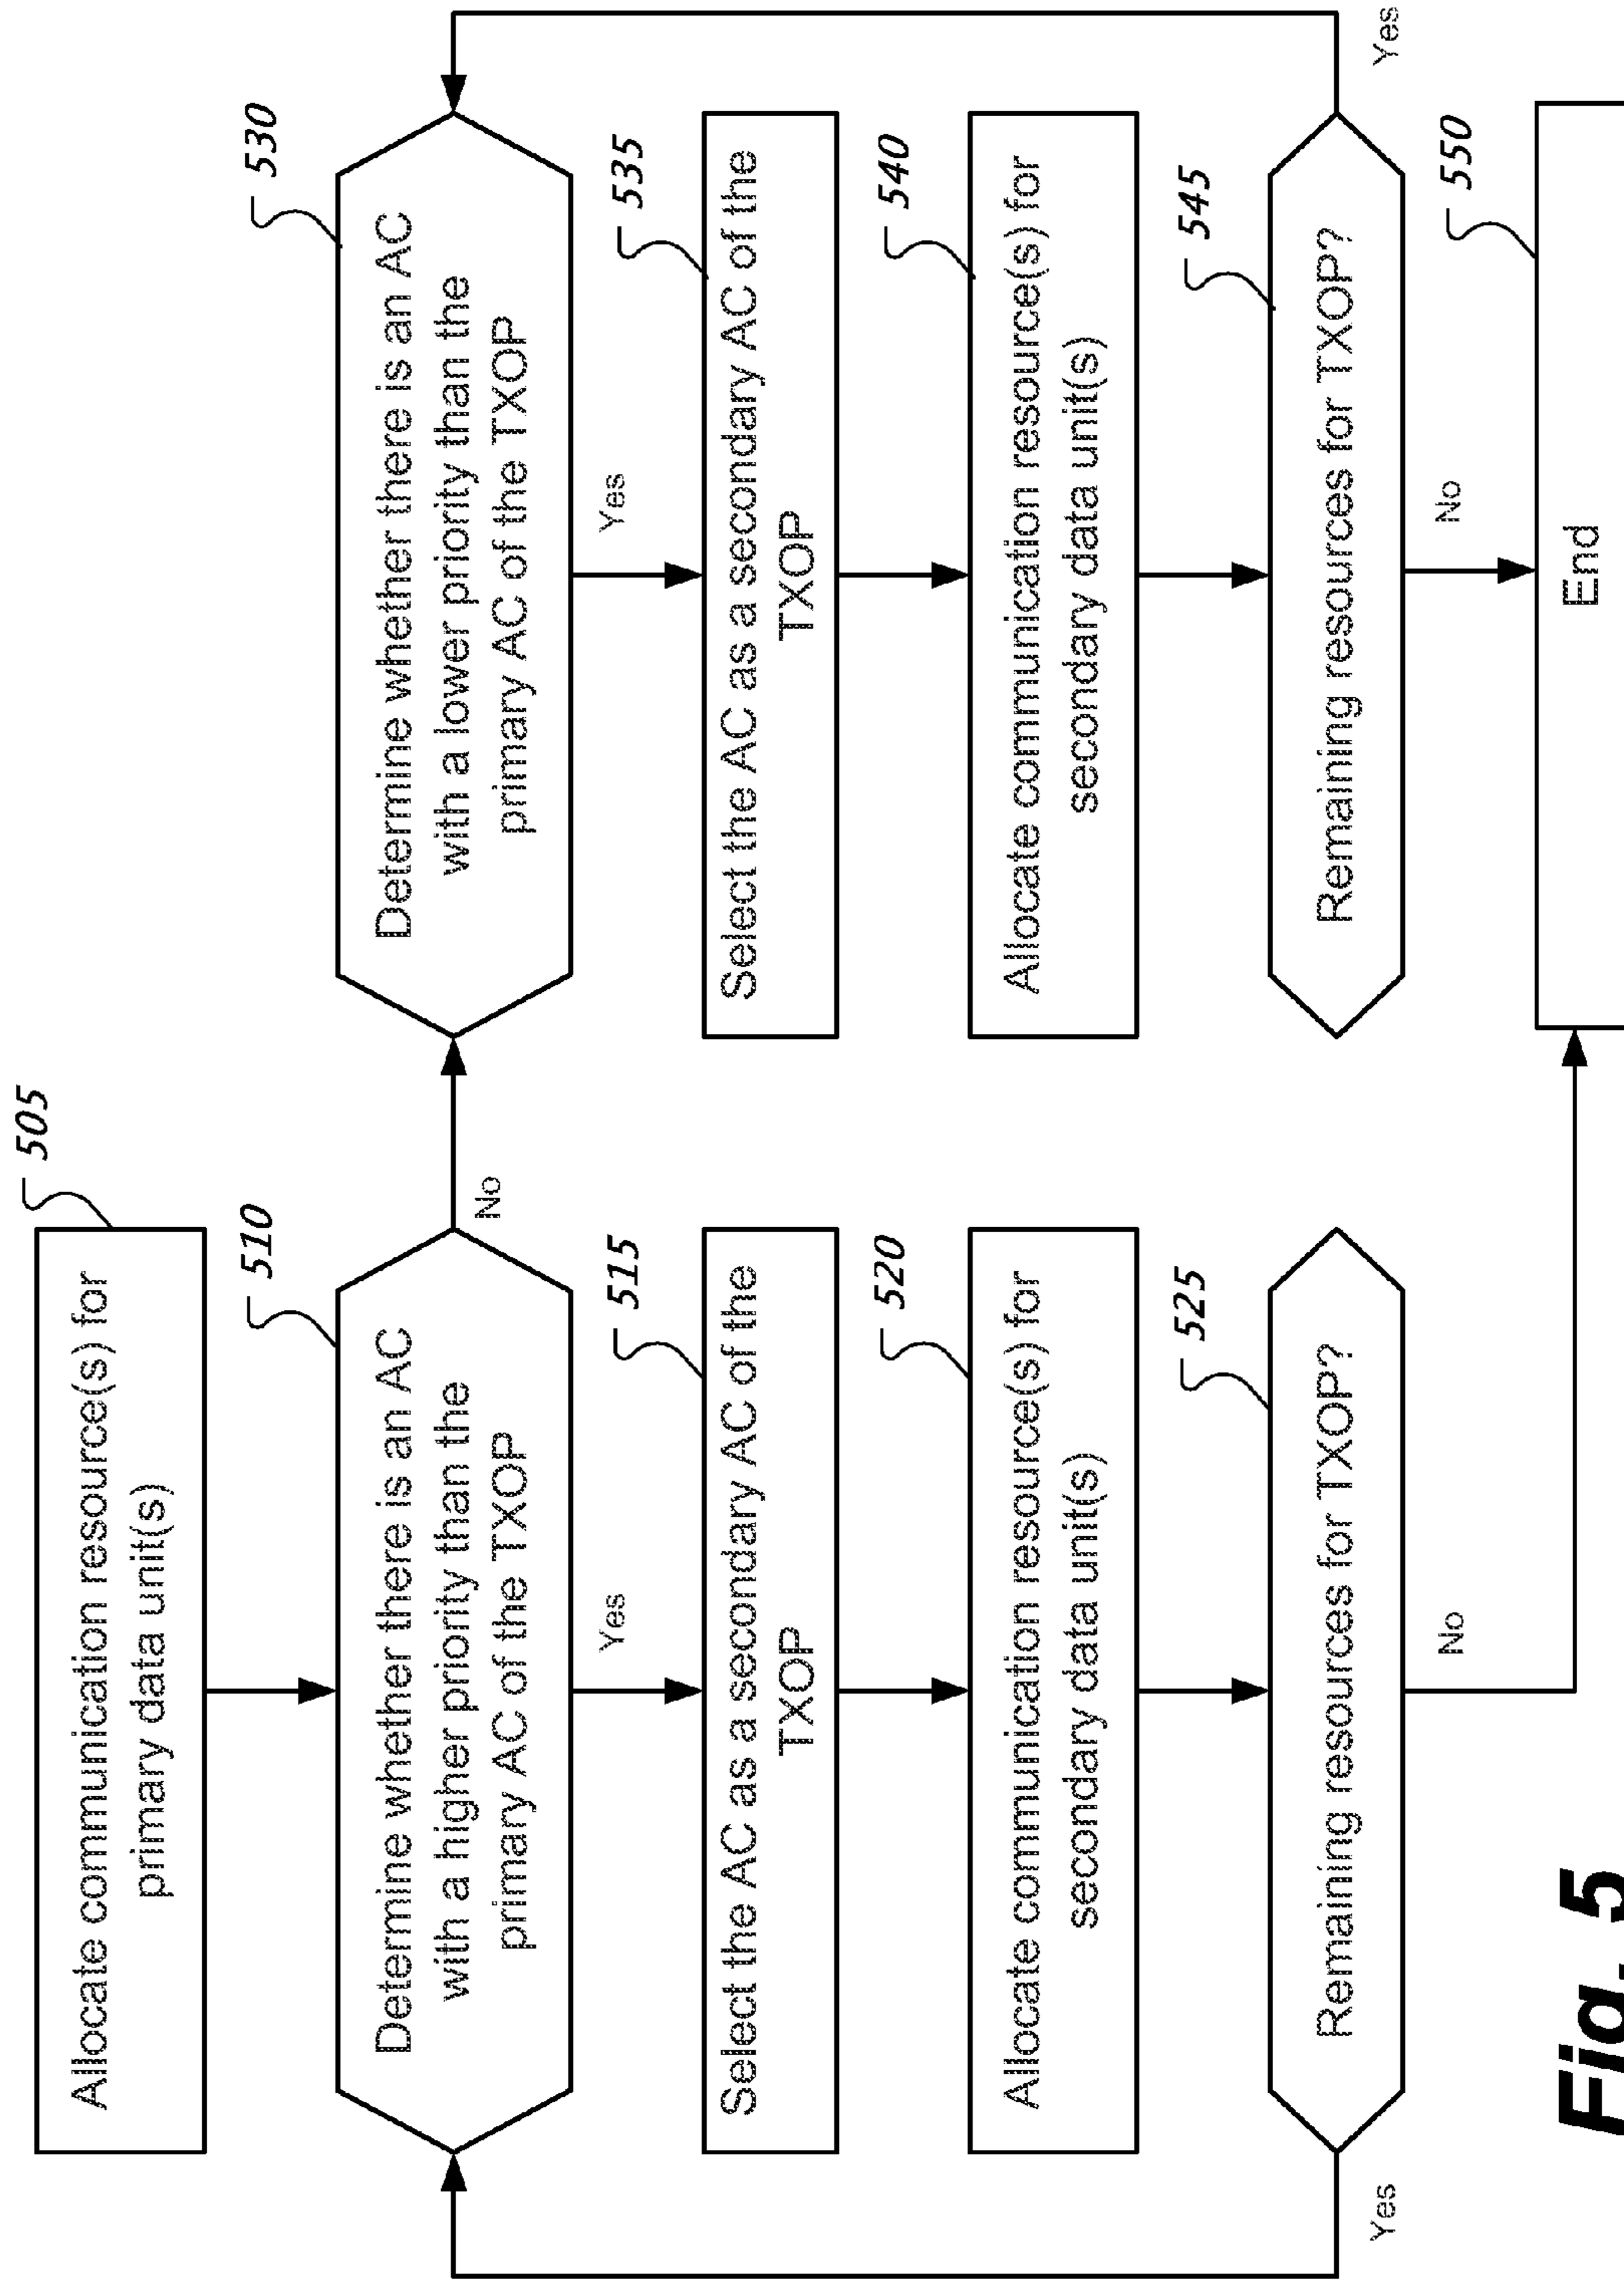 505
Allocate communication resource(s) for
primary data unit(s)
510
Determine whether there is an AC
with a higher priority than the
primary AC of the TXOP
No
Yes
515
Select the AC as a secondary AC of the
TXOP
520
Allocate communication resource(s) for
secondary data unit(s)
525
Remaining resources for TXOP?
Yes
No
530
Determine whether there is an AC
with a lower priority than the
primary AC of the TXOP
Yes
535
Select the AC as a secondary AC of the
TXOP
540
Allocate communication resource(s) for
secondary data unit(s)
545
Remaining resources for TXOP?
Yes
No
550
End
Fig. 5